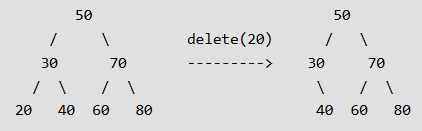 50 50
/ \ delete(20) / \
30 70 ---------> 30 70
/ \ / \ \ / \
20 40 60 80 40 60 80